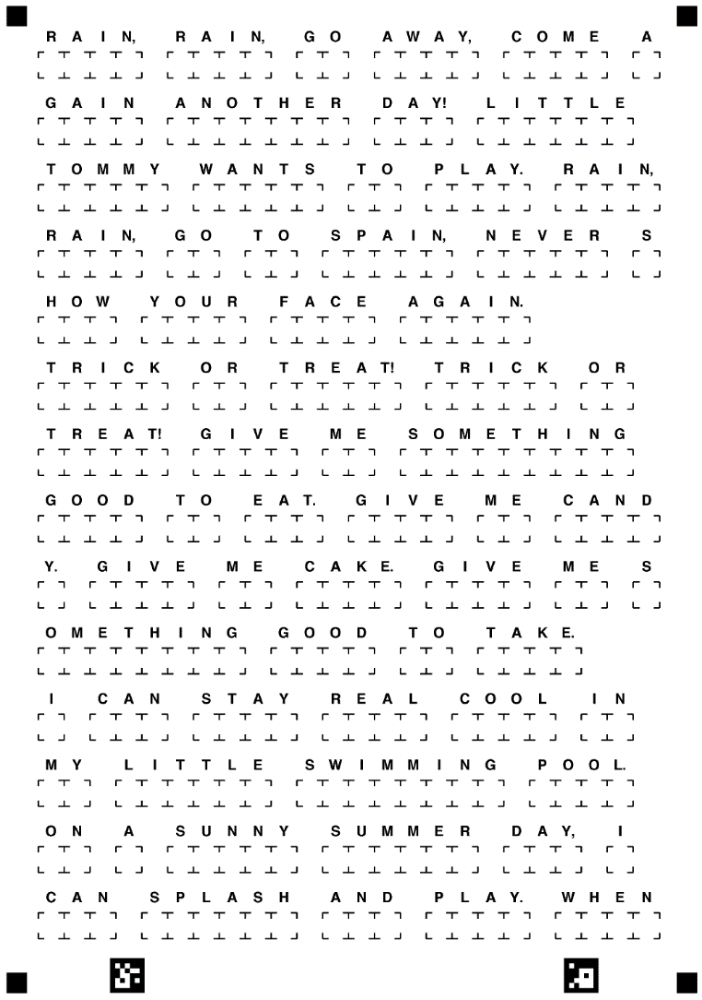 RAIN, RAIN, GO AWAY, COME A
GAIN ANOTHER DAY! LITTLE
TOMMY WANTS TO PLAY. RAIN,
RAIN, GO TO SPAIN, NEVER S
HOW YOUR FACE AGAIN.
TRICK OR TREAT! TRICK OR
TREAT! GIVE ME SOMETHING
GOOD TO EAT. GIVE ME CAND
Y. GIVE ME CAKE. GIVE ME S
OMETHING GOOD TO TAKE.
I CAN STAY REAL COOL IN
MY LITTLE SWIMMING POOL.
ON A SUNNY SUMMER DAY, I
CAN SPLASH AND PLAY. WHEN